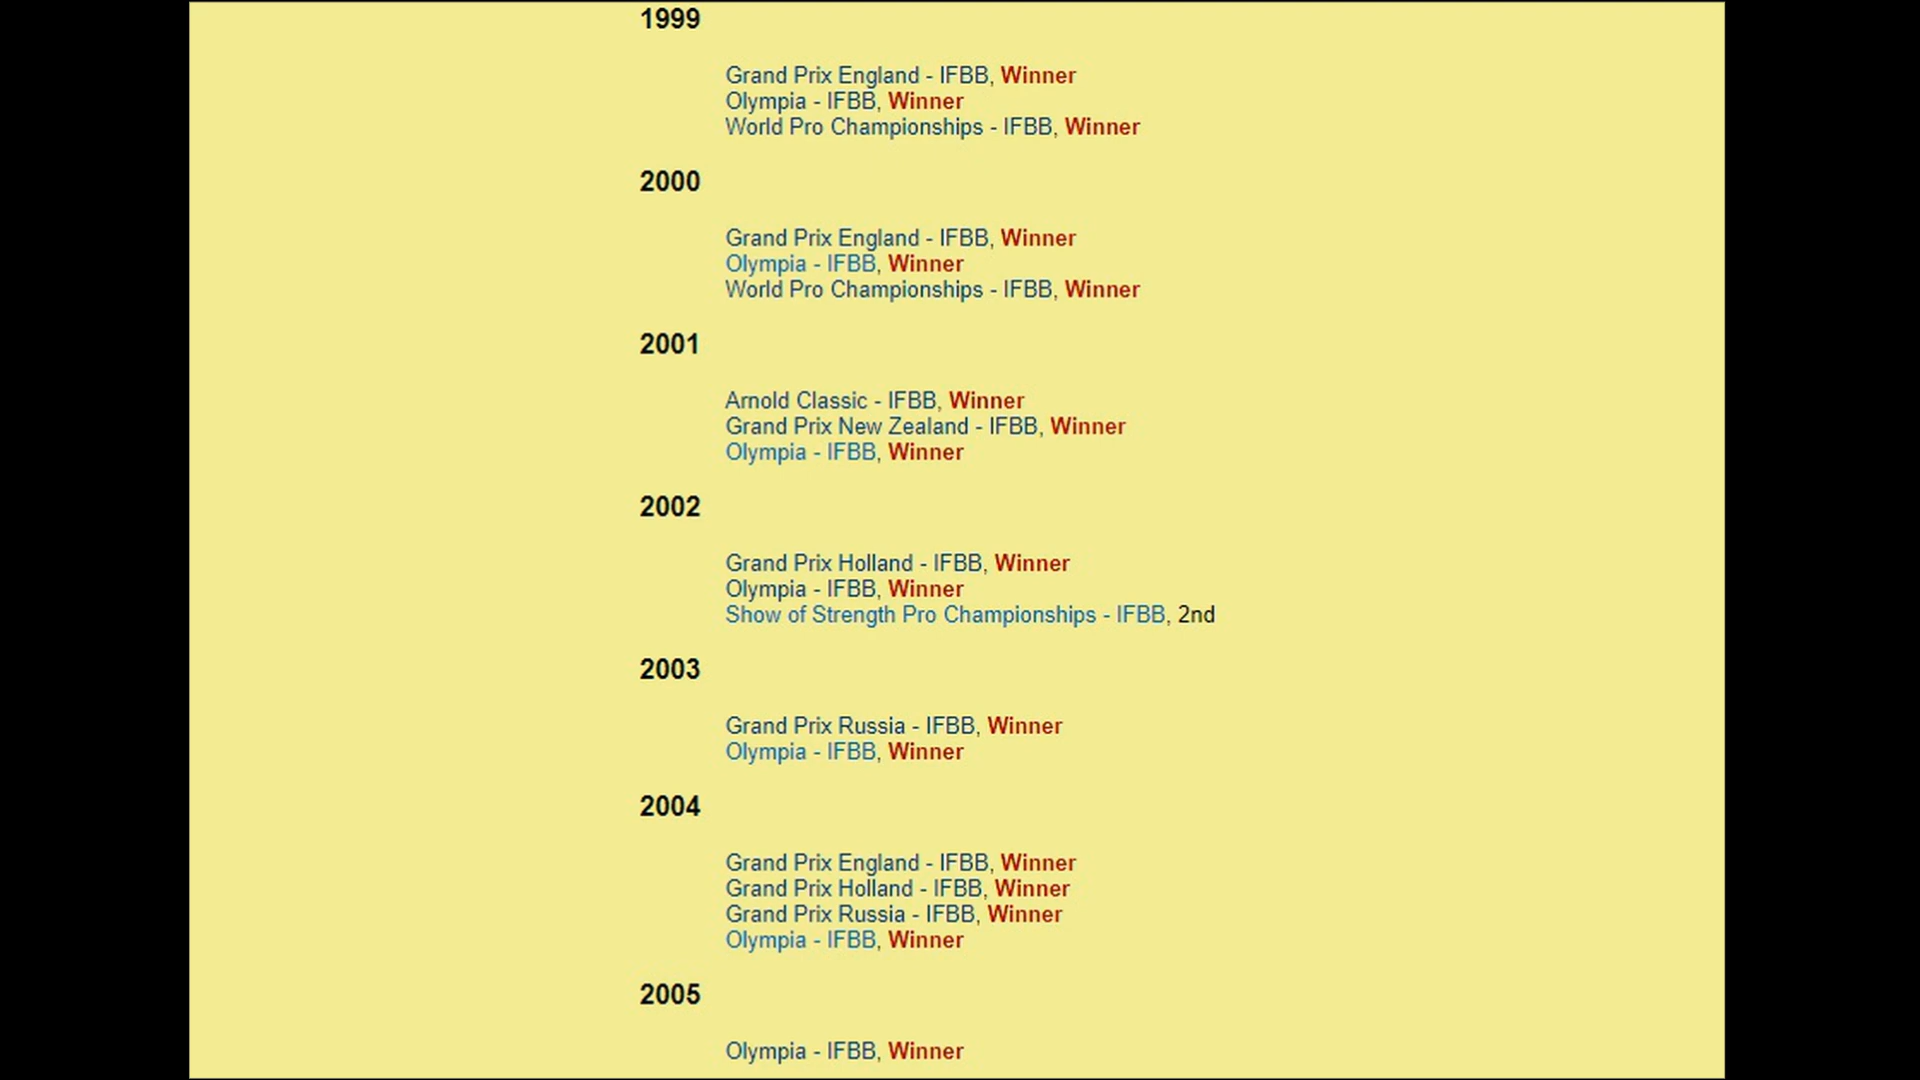 1999
Grand Prix England - IFBB, Winner
Olympia - IFBB, Winner
World Pro Championships - IFBB, Winner
2000
Grand Prix England - IFBB, Winner
Olympia - IFBB, Winner
World Pro Championships - IFBB, Winner
2001
Arnold Classic - IFBB, Winner
Grand Prix New Zealand - IFBB, Winner
Olympia - IFBB, Winner
2002
Grand Prix Holland - IFBB, Winner
Olympia - IFBB, Winner
Show of Strength Pro Championships - IFBB, 2nd
2003
Grand Prix Russia - IFBB, Winner
Olympia - IFBB, Winner
2004
Grand Prix England - IFBB, Winner
Grand Prix Holland - IFBB, Winner
Grand Prix Russia - IFBB, Winner
Olympia - IFBB, Winner
2005
Olympia - IFBB, Winner